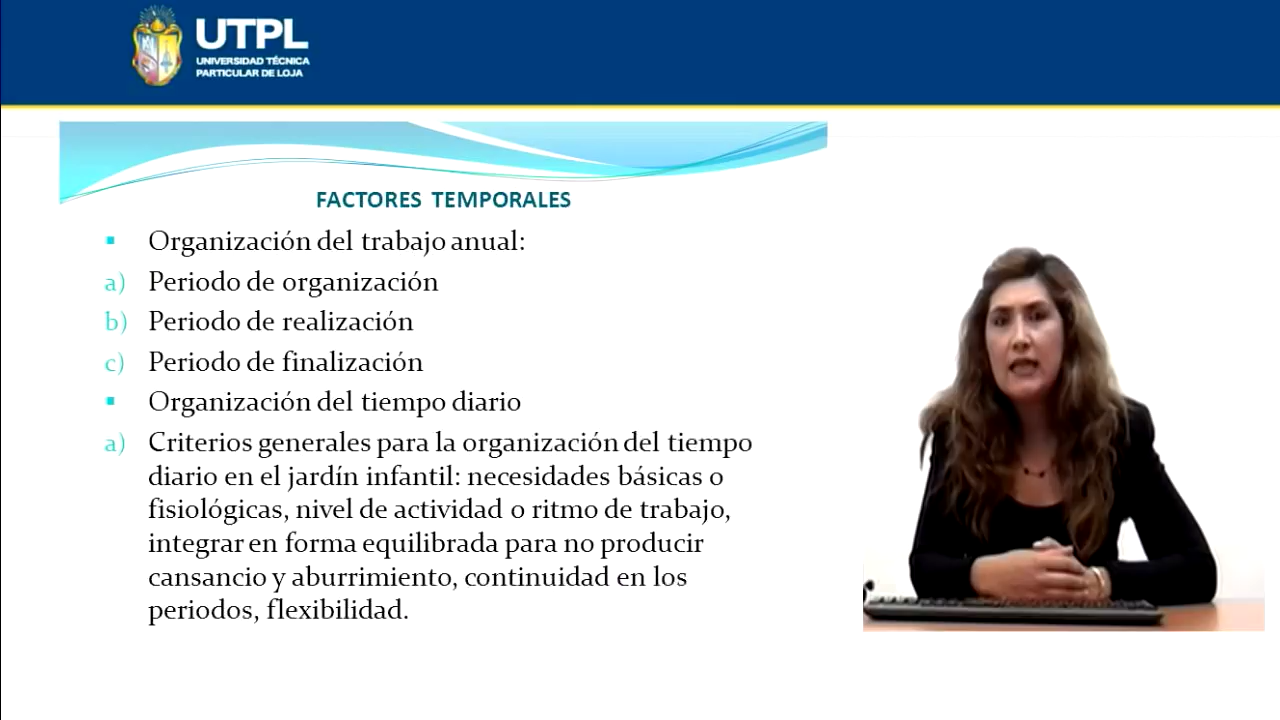 UTPL
UNIVERSIDAD TÉCNICA
PARTICULAR DE LOJA
FACTORES TEMPORALES
▪ Organización del trabajo anual:
a) Periodo de organización
b) Periodo de realización
c) Periodo de finalización
▪ Organización del tiempo diario
a) Criterios generales para la organización del tiempo
diario en el jardín infantil: necesidades básicas o
fisiológicas, nivel de actividad o ritmo de trabajo,
integrar en forma equilibrada para no producir
cansancio y aburrimiento, continuidad en los
periodos, flexibilidad.